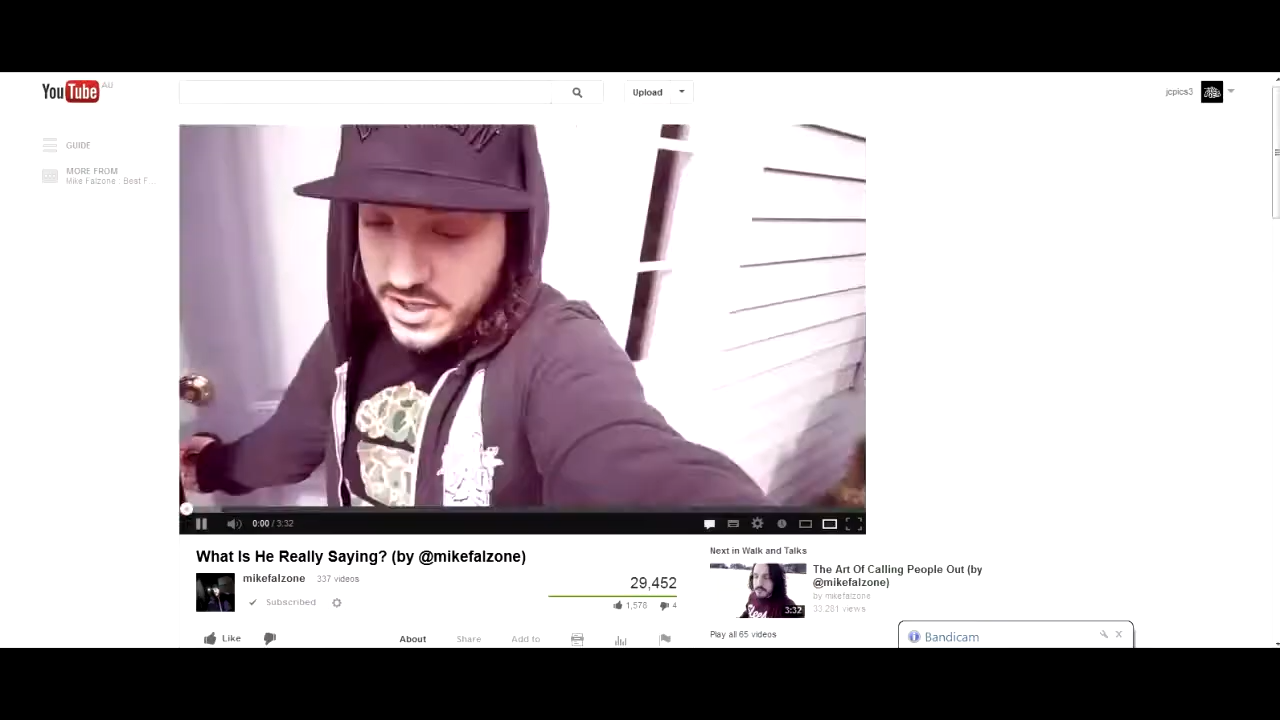 YouTube AU
Upload
jcpics3
GUIDE
MORE FROM
Mike Falzone : Best F...
0:00 / 3:32
What Is He Really Saying? (by @mikefalzone)
mikefalzone 337 videos
Subscribed
29,452
1,578 4
Like
About Share Add to
Next in Walk and Talks
The Art Of Calling People Out (by
@mikefalzone)
by mikefalzone
33,281 views
3:32
Play all 65 videos
Bandicam